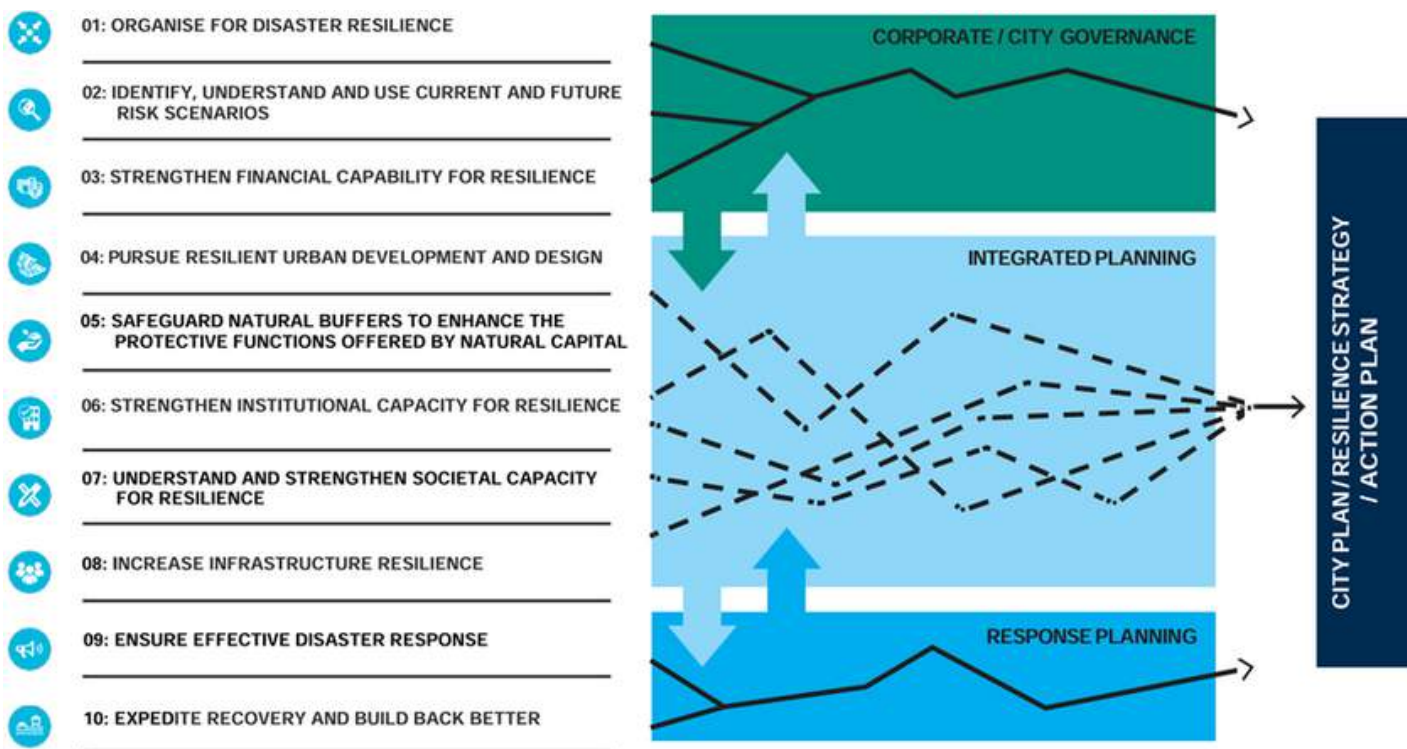 01: ORGANISE FOR DISASTER RESILIENCE
02: IDENTIFY, UNDERSTAND AND USE CURRENT AND FUTURE
RISK SCENARIOS
03: STRENGTHEN FINANCIAL CAPABILITY FOR RESILIENCE
04: PURSUE RESILIENT URBAN DEVELOPMENT AND DESIGN
05: SAFEGUARD NATURAL BUFFERS TO ENHANCE THE
PROTECTIVE FUNCTIONS OFFERED BY NATURAL CAPITAL
06: STRENGTHEN INSTITUTIONAL CAPACITY FOR RESILIENCE
07: UNDERSTAND AND STRENGTHEN SOCIETAL CAPACITY
FOR RESILIENCE
08: INCREASE INFRASTRUCTURE RESILIENCE
09: ENSURE EFFECTIVE DISASTER RESPONSE
10: EXPEDITE RECOVERY AND BUILD BACK BETTER
CORPORATE / CITY GOVERNANCE
INTEGRATED PLANNING
RESPONSE PLANNING
CITY PLAN / RESILIENCE STRATEGY
/ ACTION PLAN